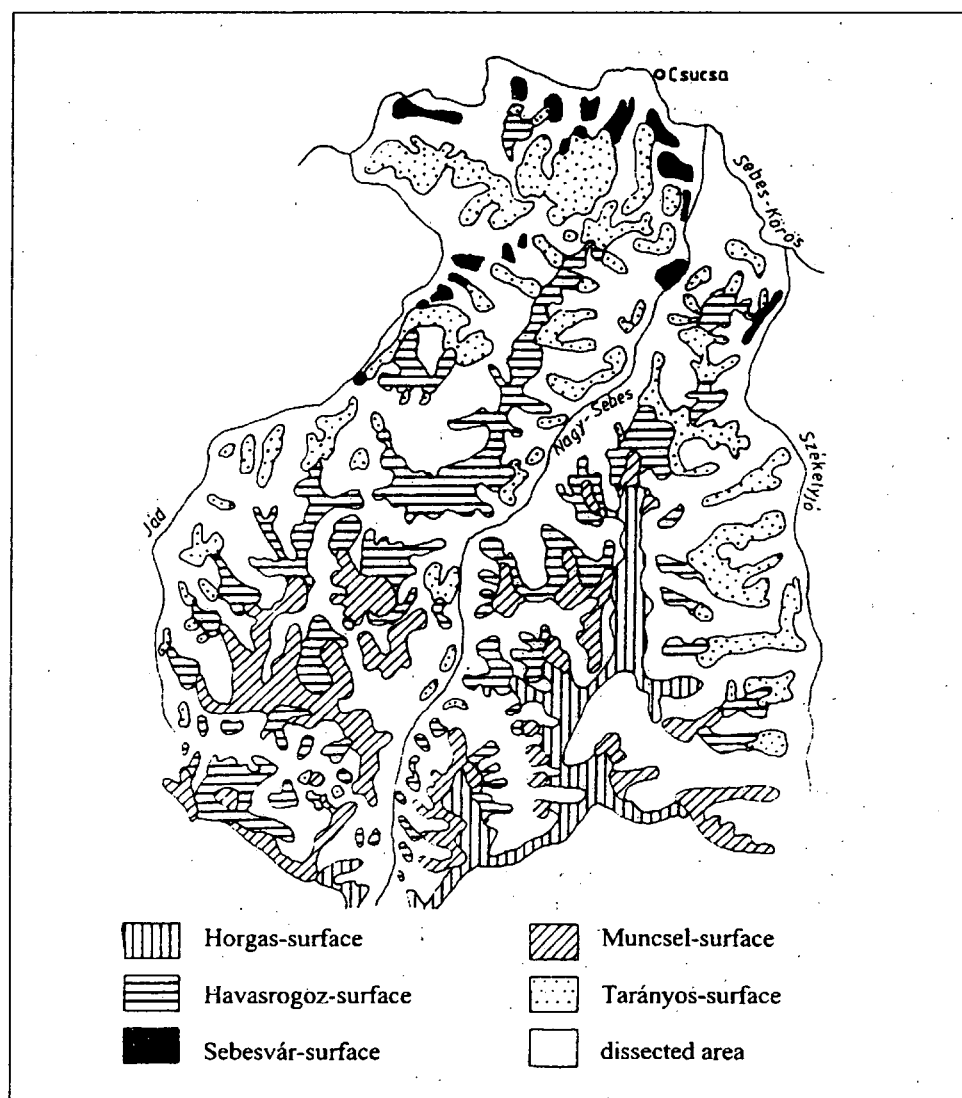 Csucsa
Sebes-Körös
Nagy-Sebes
Székelyjó
Jád
Horgas-surface
Muncsel-surface
Havasrogoz-surface
Tarányos-surface
Sebesvár-surface
dissected area